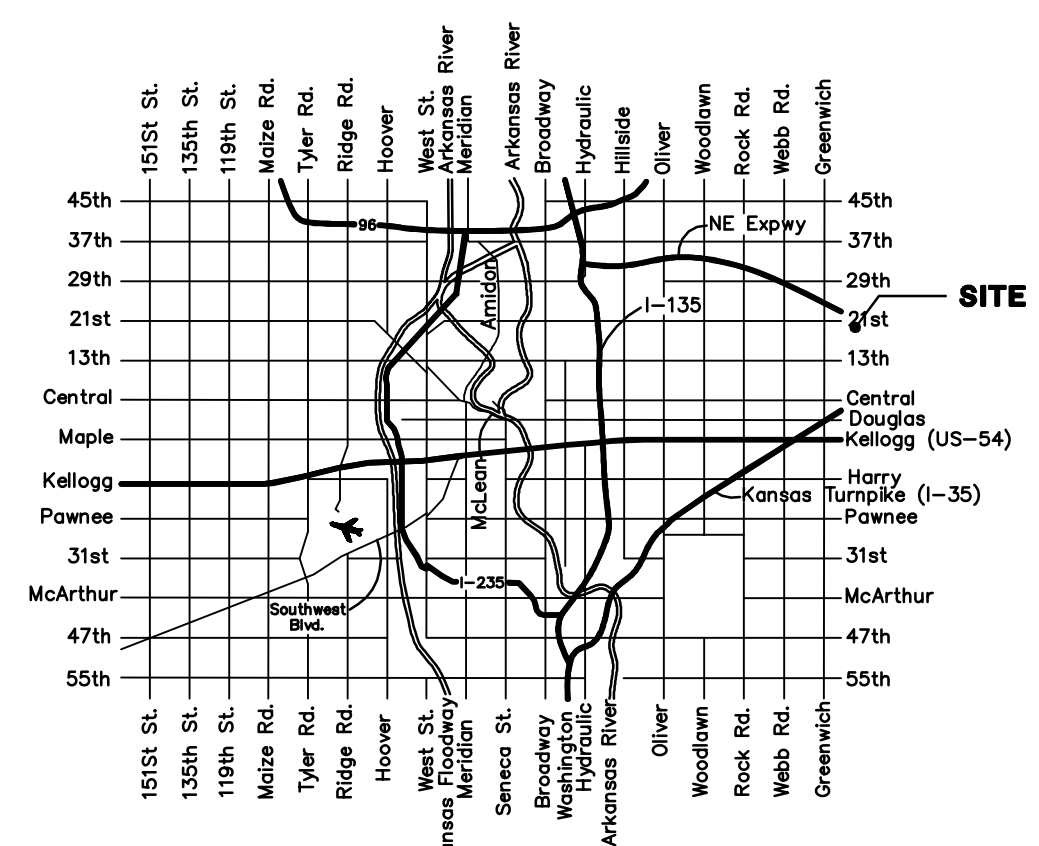 151St St.
135th St.
119th St.
Maize Rd.
Tyler Rd.
Ridge Rd.
Hoover
West St.
Arkansas River
Meridian
Arkansas River
Broadway
Hydraulic
Hillside
Oliver
Woodlawn
Rock Rd.
Webb Rd.
Greenwich
45th
37th
29th
21st
13th
Central
Maple
Kellogg
Pawnee
31st
McArthur
47th
55th
96
NE Expwy
Amidon
I-135
SITE
McLean
I-235
Southwest
Blvd.
45th
37th
29th
21st
13th
Central
Douglas
Kellogg (US-54)
Harry
Kansas Turnpike (I-35)
Pawnee
31st
McArthur
47th
55th
151St St.
135th St.
119th St.
Maize Rd.
Tyler Rd.
Ridge Rd.
Hoover
West St.
nsas Floodway
Meridian
Seneca St.
Broadway
Washington
Hydraulic
Arkansas River
Oliver
Woodlawn
Rock Rd.
Webb Rd.
Greenwich